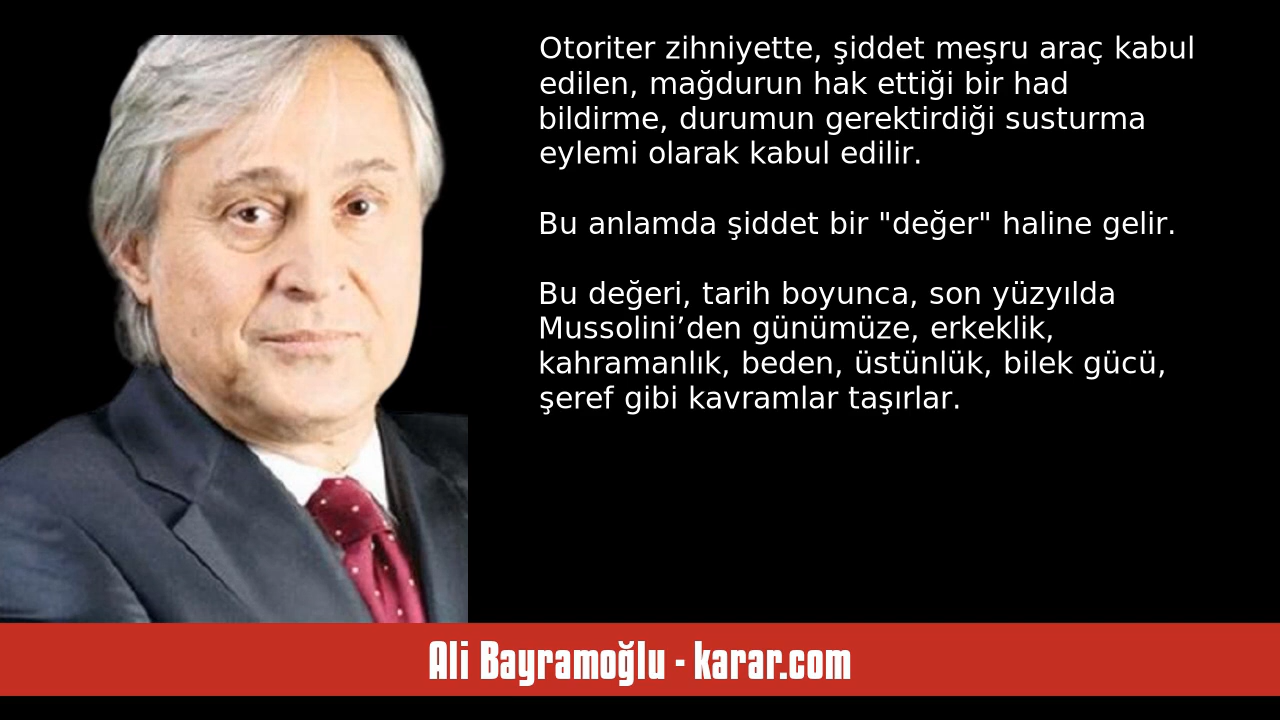 Otoriter zihniyette, şiddet meşru araç kabul
edilen, mağdurun hak ettiği bir had
bildirme, durumun gerektirdiği susturma
eylemi olarak kabul edilir.
Bu anlamda şiddet bir "değer" haline gelir.
Bu değeri, tarih boyunca, son yüzyılda
Mussolini’den günümüze, erkeklik,
kahramanlık, beden, üstünlük, bilek gücü,
şeref gibi kavramlar taşırlar.
Ali Bayramoğlu - karar.com